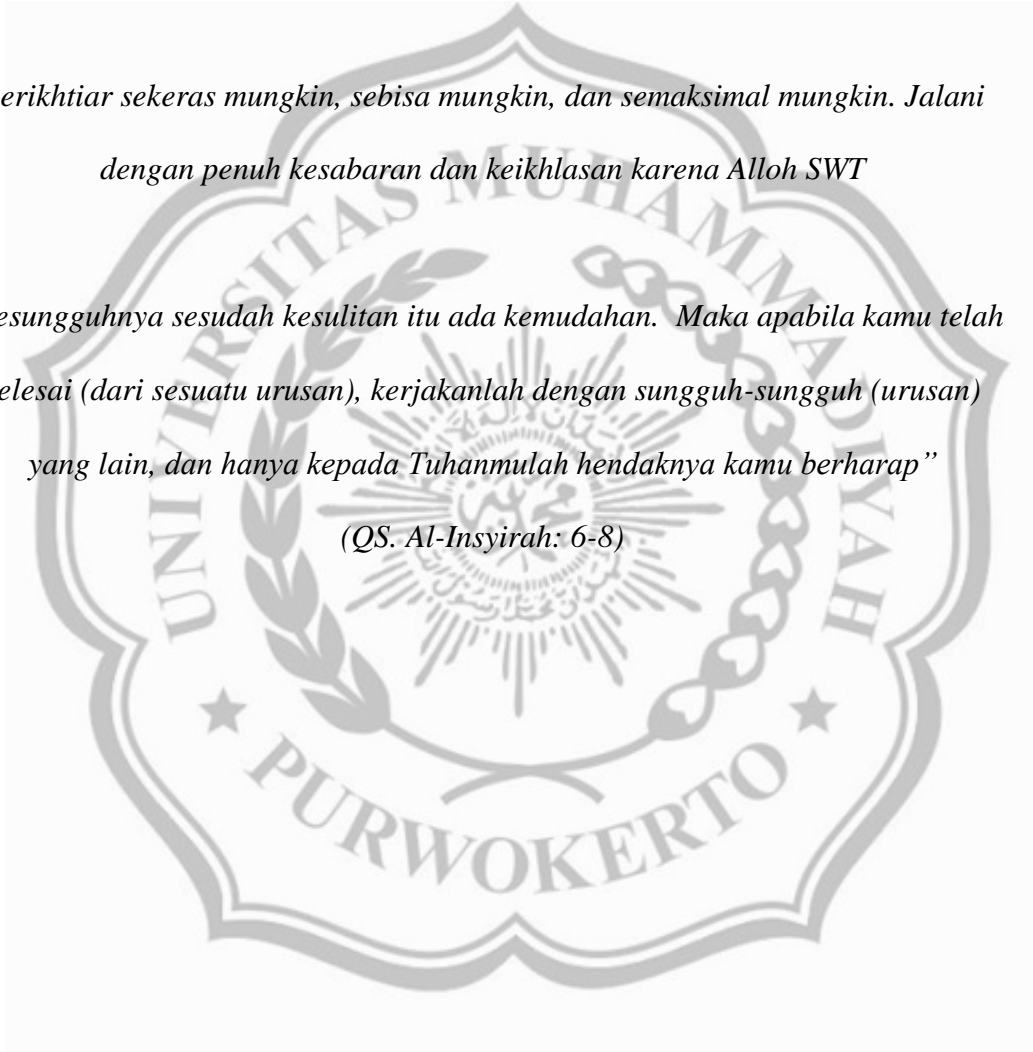 erikhtiar sekeras mungkin, sebisa mungkin, dan semaksimal mungkin. Jalani
dengan penuh kesabaran dan keikhlasan karena Alloh SWT
esungguhnya sesudah kesulitan itu ada kemudahan.  Maka apabila kamu telah
elesai (dari sesuatu urusan), kerjakanlah dengan sungguh-sungguh (urusan)
yang lain, dan hanya kepada Tuhanmulah hendaknya kamu berharap”
(QS. Al-Insyirah: 6-8)
UNIVERSITAS MUHAMMADIYAH
PURWOKERTO